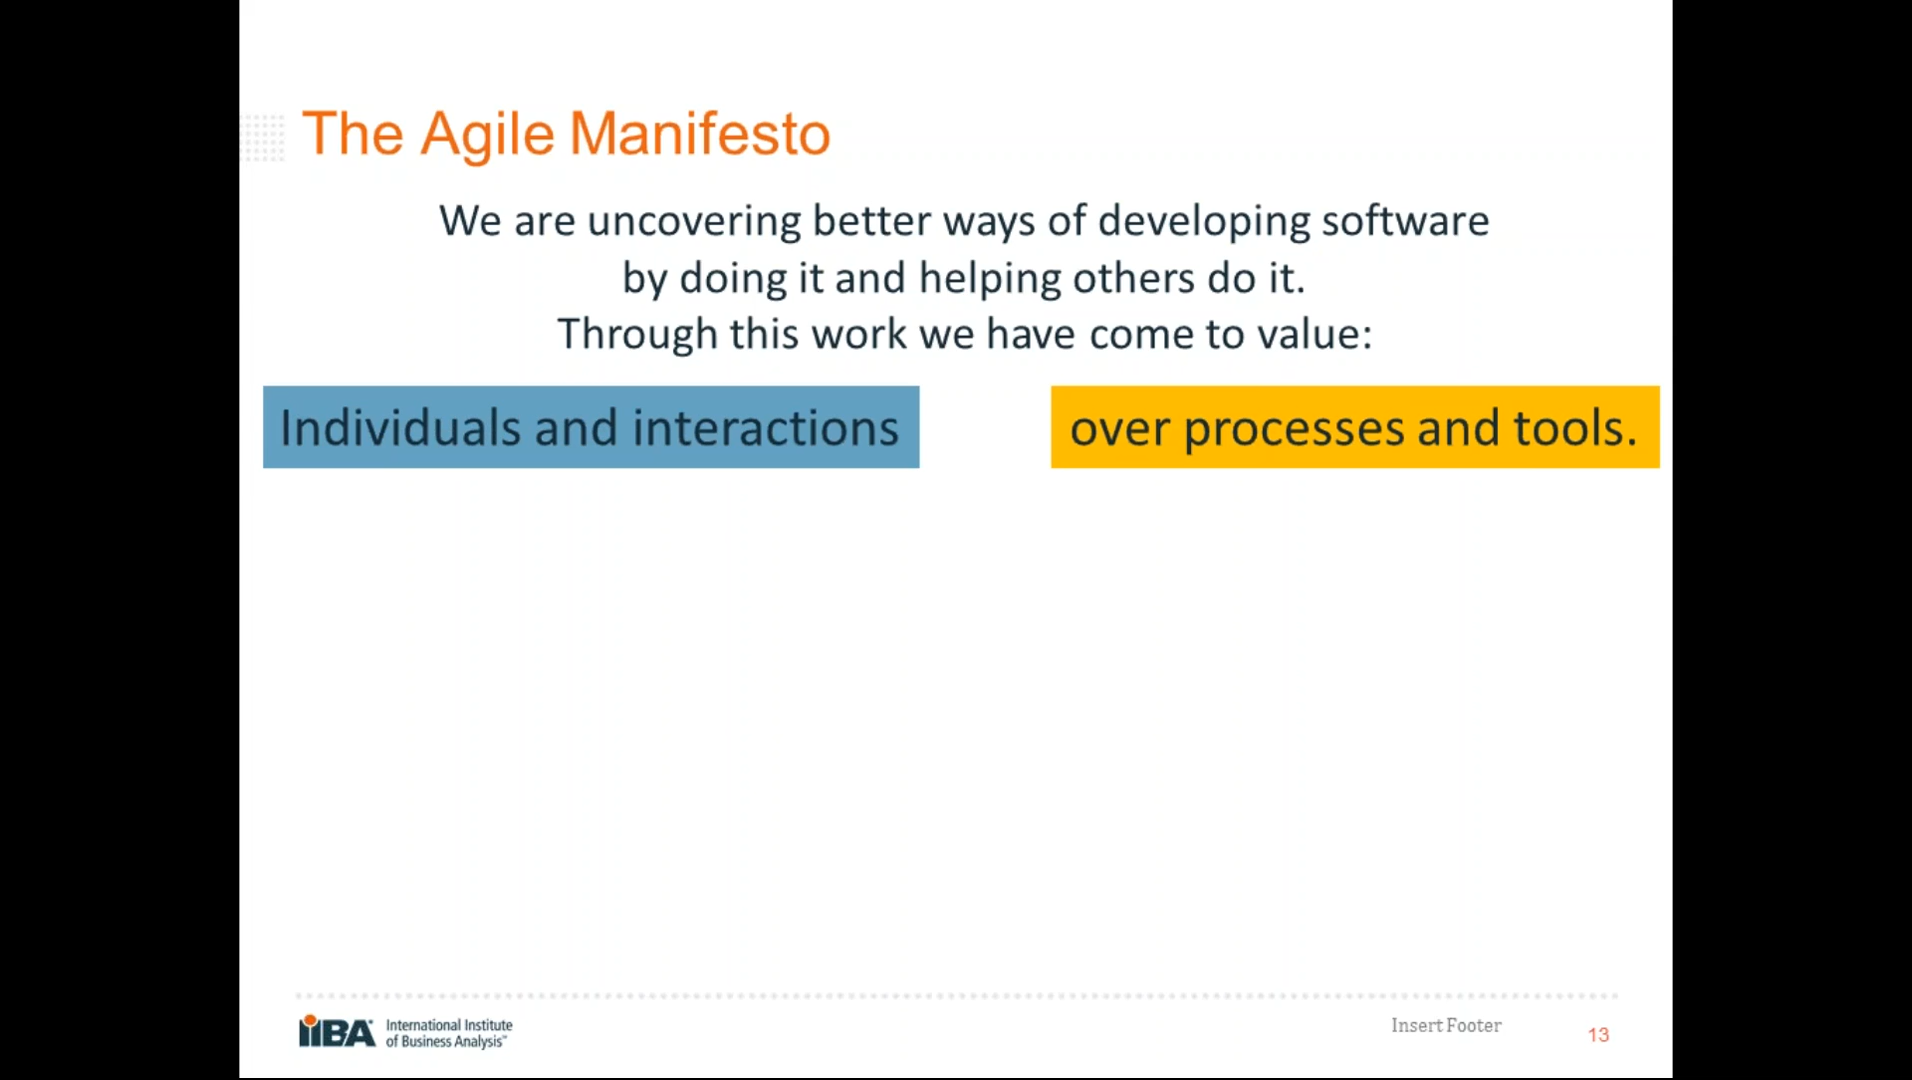 The Agile Manifesto
We are uncovering better ways of developing software
by doing it and helping others do it.
Through this work we have come to value:
Individuals and interactions
over processes and tools.
iiBA
International Institute
of Business Analysis™
Insert Footer
13